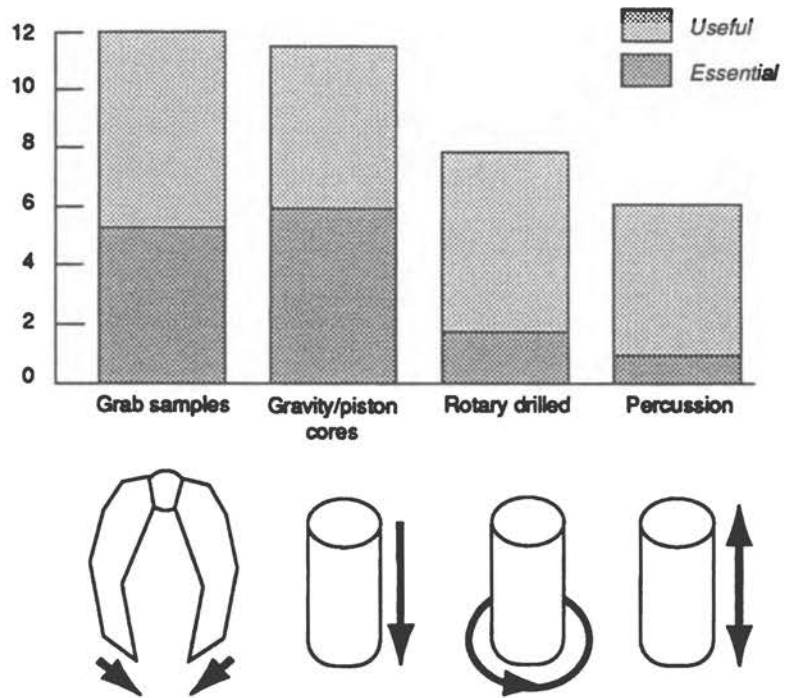 12
10
8
6
4
2
0
Useful
Essential
Grab samples
Gravity/piston
cores
Rotary drilled
Percussion